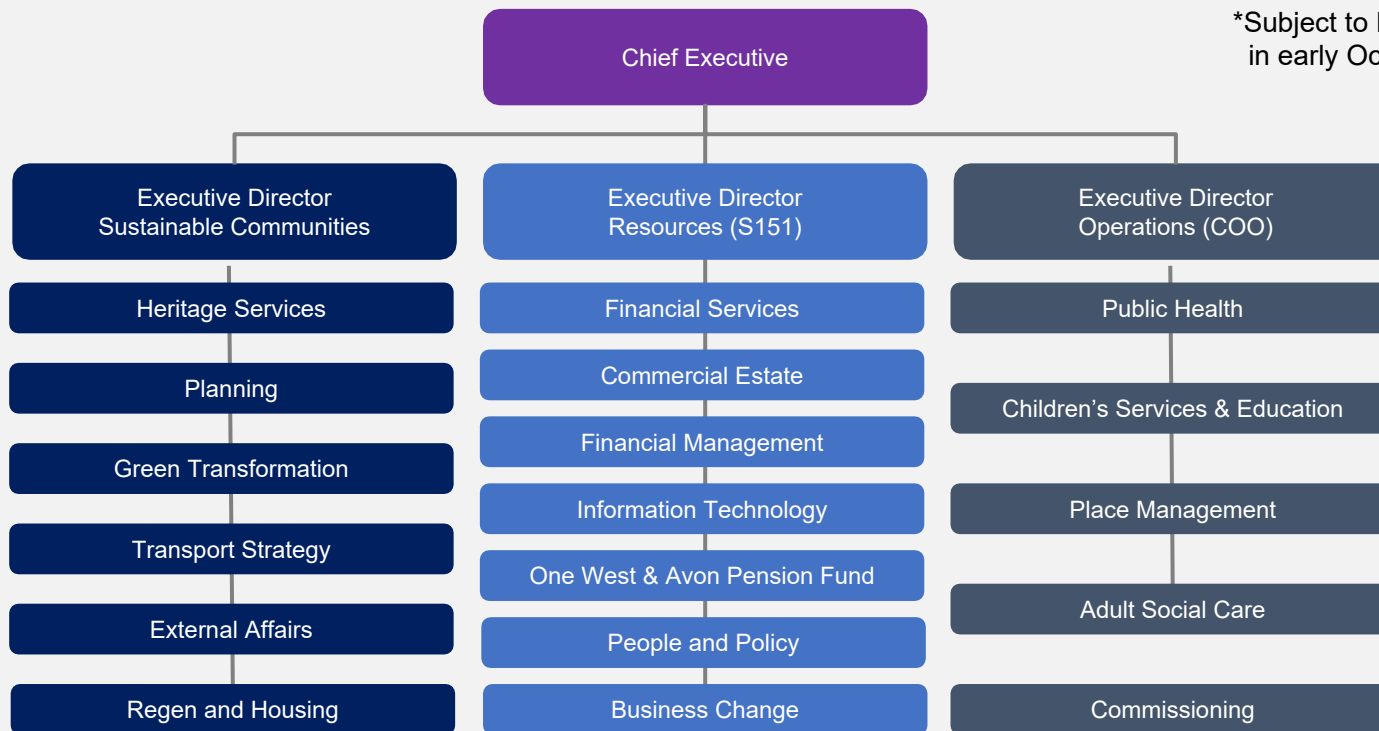 Chief Executive
*Subject to
in early
Executive Director
Sustainable Communities
Executive Director
Resources (S151)
Executive Director
Operations (COO)
Heritage Services
Planning
Green Transformation
Transport Strategy
External Affairs
Regen and Housing
Financial Services
Commercial Estate
Financial Management
Information Technology
One West & Avon Pension Fund
People and Policy
Business Change
Public Health
Children’s Services & Education
Place Management
Adult Social Care
Commissioning